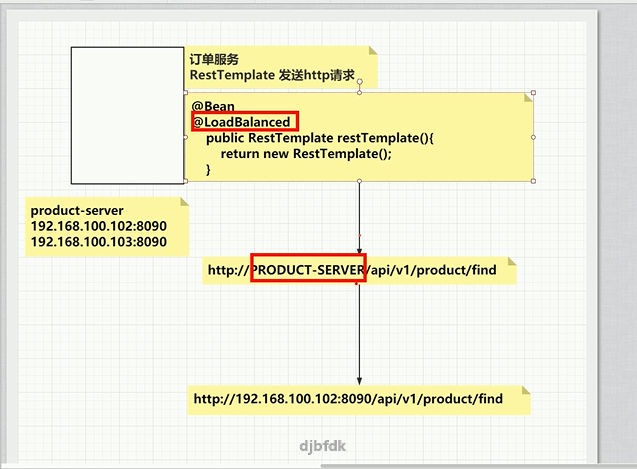 订单服务
RestTemplate 发送http请求
@Bean
@LoadBalanced
public RestTemplate restTemplate(){
return new RestTemplate();
}
product-server
192.168.100.102:8090
192.168.100.103:8090
http://PRODUCT-SERVER/api/v1/product/find
http://192.168.100.102:8090/api/v1/product/find
djbfdk